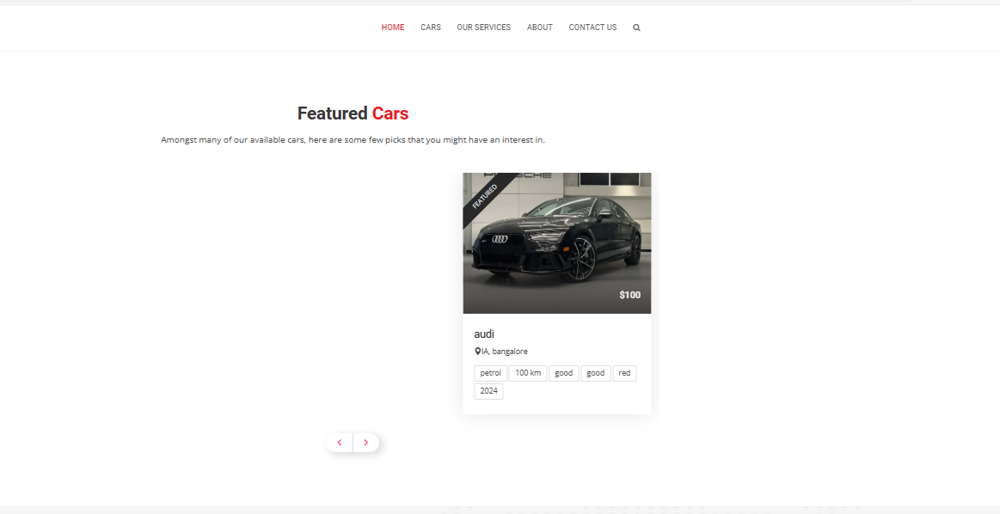 HOME CARS OUR SERVICES ABOUT CONTACT US
Featured Cars
Amongst many of our available cars, here are some few picks that you might have an interest in.
FEATURED
$100
audi
IA, bangalore
petrol 100 km good good red
2024